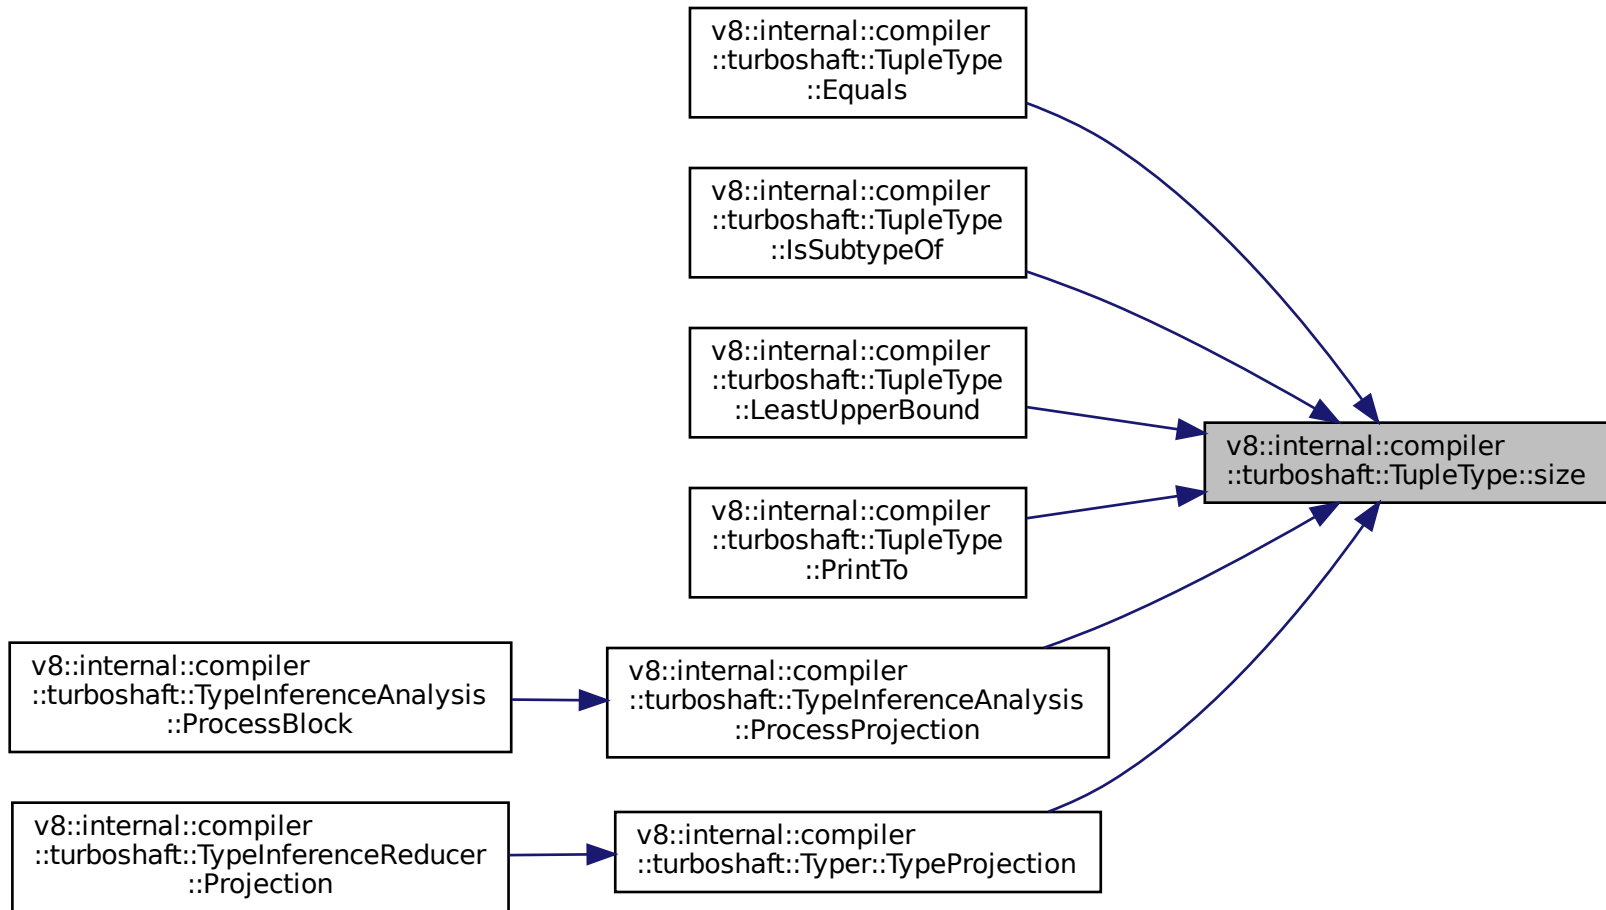 v8::internal::compiler
::turboshaft::TupleType
::Equals
v8::internal::compiler
::turboshaft::TupleType
::IsSubtypeOf
v8::internal::compiler
::turboshaft::TupleType
::LeastUpperBound
v8::internal::compiler
::turboshaft::TupleType::size
v8::internal::compiler
::turboshaft::TupleType
::PrintTo
v8::internal::compiler
::turboshaft::TypeInferenceAnalysis
::ProcessBlock
v8::internal::compiler
::turboshaft::TypeInferenceAnalysis
::ProcessProjection
v8::internal::compiler
::turboshaft::TypeInferenceReducer
::Projection
v8::internal::compiler
::turboshaft::Typer::TypeProjection